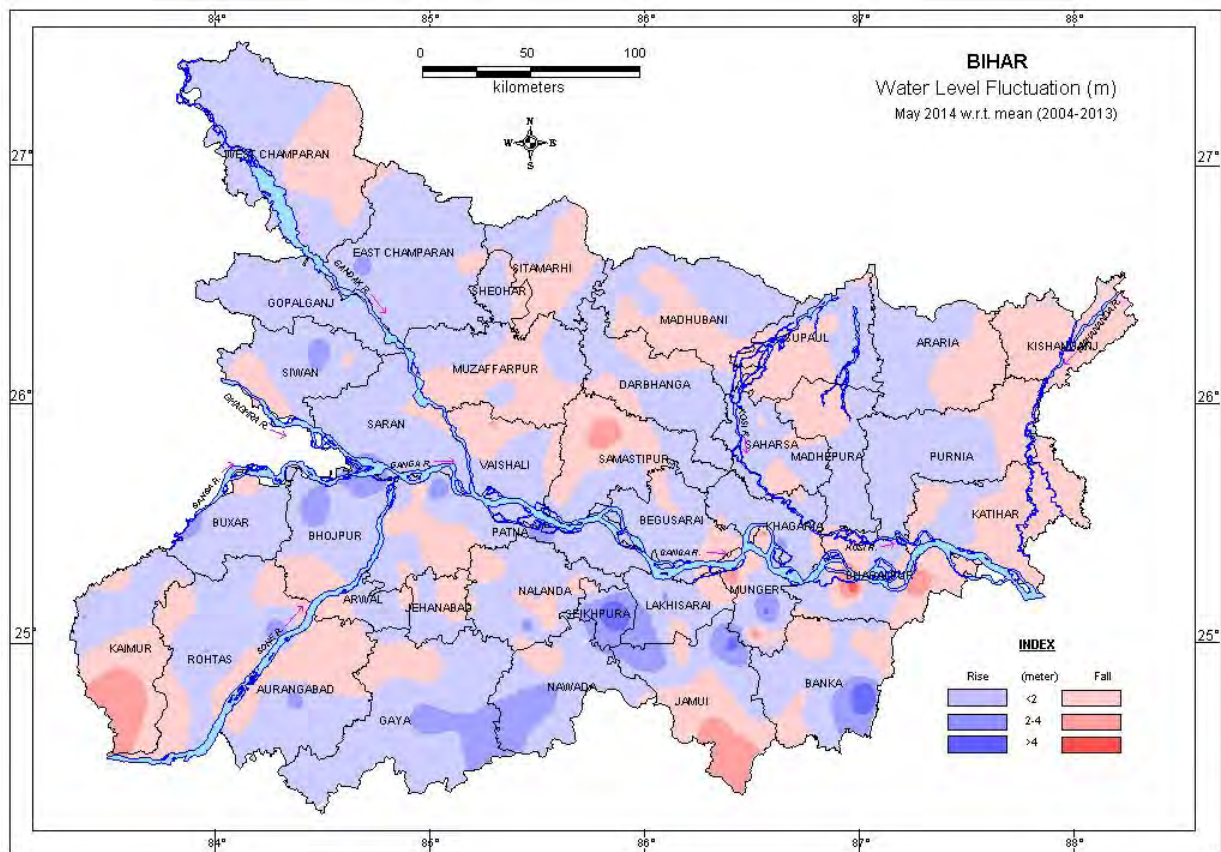 84° 85° 86° 87° 88°
0 50 100
kilometers
BIHAR
Water Level Fluctuation (m)
May 2014 w.r.t. mean (2004-2013)
N
W E
S
27° 27°
WEST CHAMPARAN
EAST CHAMPARAN
GANDAK R.
SHEOHAR
SITAMARHI
GOPALGANJ
MADHUBANI
SUPAUL
ARARIA
KISHANGANJ
SIWAN
MUZAFFARPUR
DARBHANGA
26° 26°
GHAGHRA R.
SARAN
KOSI R.
SAHARSA
MADHEPURA
PURNIA
VAISHALI
SAMASTIPUR
GANGA R.
GANGA R.
BUXAR
BHOJPUR
PATNA
BEGUSARAI
KHAGARIA
KATIHAR
GANGA R.
KOSI R.
BHAGALPUR
ARWAL
JEHANABAD
NALANDA
SEIKHPURA
LAKHISARAI
MUNGER
25° 25°
KAIMUR
ROHTAS
SONE R.
AURANGABAD
GAYA
NAWADA
JAMUI
BANKA
INDEX
Rise (meter) Fall
<2
2-4
>4
84° 85° 86° 87° 88°